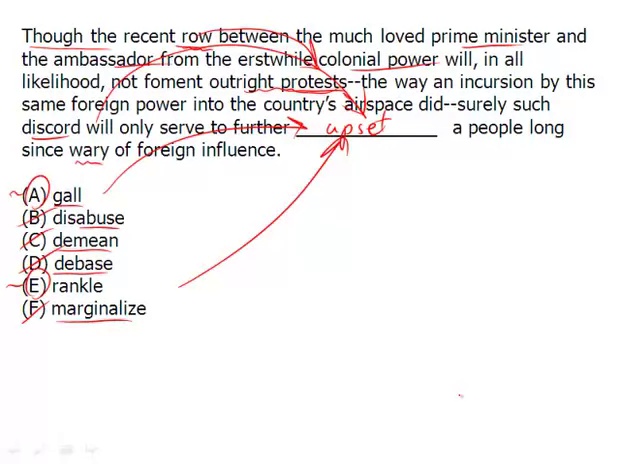 Though the recent row between the much loved prime minister and
the ambassador from the erstwhile colonial power will, in all
likelihood, not foment outright protests--the way an incursion by this
same foreign power into the country's airspace did--surely such
discord will only serve to further upset a people long
since wary of foreign influence.
(A) gall
(B) disabuse
(C) demean
(D) debase
(E) rankle
(F) marginalize